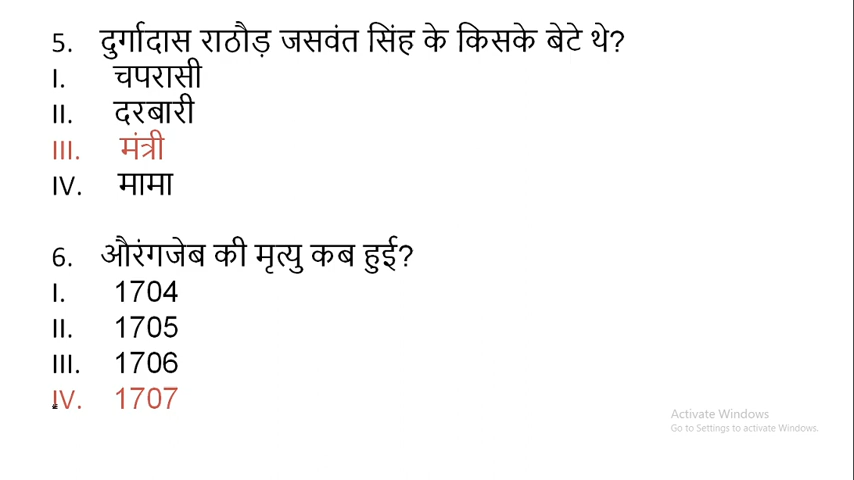 5. दुर्गादास राठौड़ जसवंत सिंह के किसके बेटे थे?
I. चपरासी
II. दरबारी
III. मंत्री
IV. मामा
6. औरंगजेब की मृत्यु कब हुई?
I. 1704
II. 1705
III. 1706
IV. 1707
Activate Windows
Go to Settings to activate Windows.